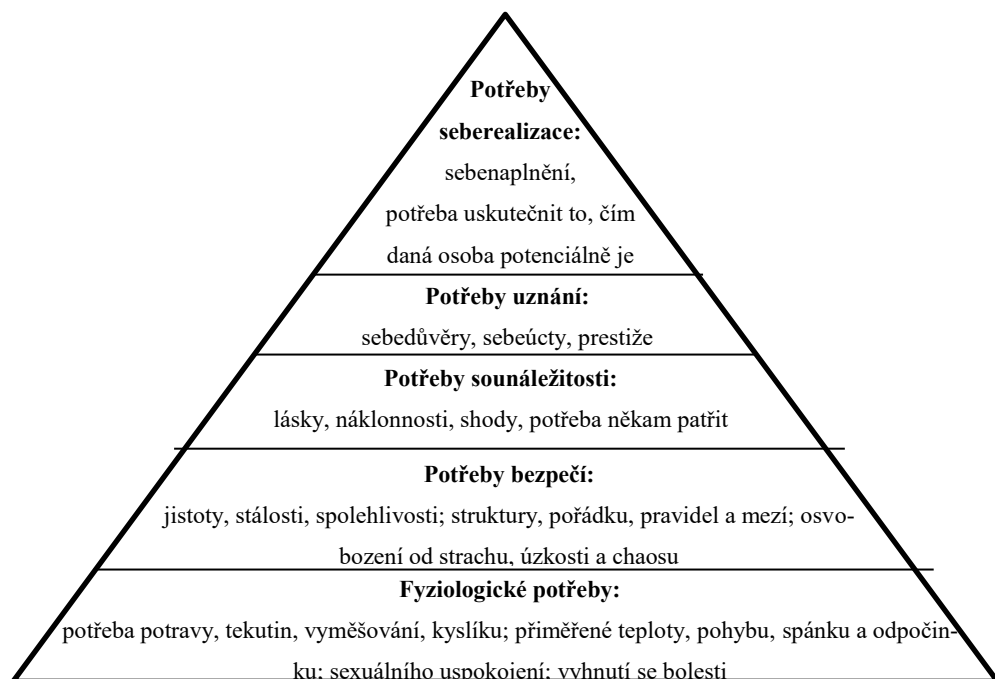 Potřeby
seberealizace:
sebenaplnění,
potřeba uskutečnit to, čím
daná osoba potenciálně je
Potřeby uznání:
sebedůvěry, sebeúcty, prestiže
Potřeby sounáležitosti:
lásky, náklonnosti, shody, potřeba někam patřit
Potřeby bezpečí:
jistoty, stálosti, spolehlivosti; struktury, pořádku, pravidel a mezí; osvo-
bození od strachu, úzkosti a chaosu
Fyziologické potřeby:
potřeba potravy, tekutin, vyměšování, kyslíku; přiměřené teploty, pohybu, spánku a odpočin-
ku; sexuálního uspokojení; vyhnutí se bolesti